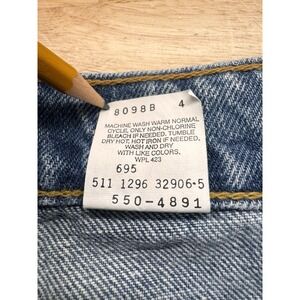 8098B 4
MACHINE WASH WARM NORMAL
CYCLE, ONLY NON-CHLORINE
BLEACH IF NEEDED. TUMBLE
DRY HOT, HOT IRON IF NEEDED.
WASH AND DRY
WITH LIKE COLORS.
WPL 423
695
511 1296 32906·5
550-4891